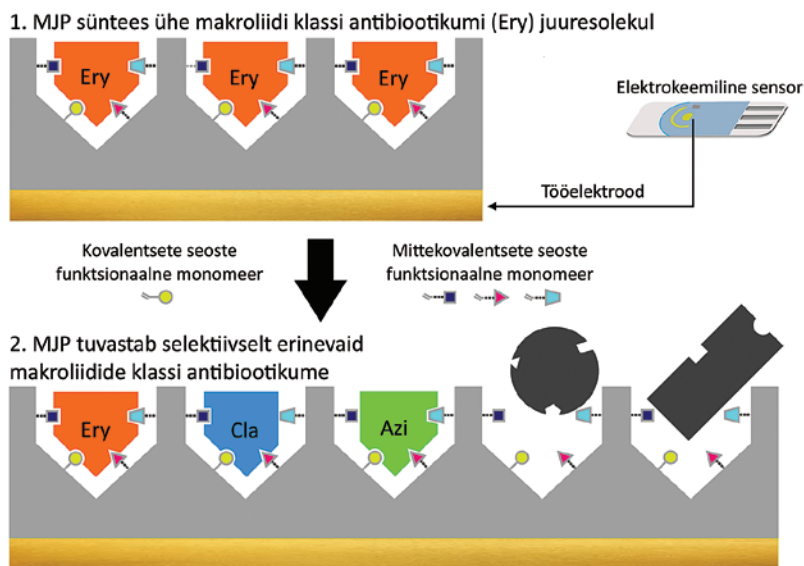 1. MJP süntees ühe makroliidi klassi antibiootikumi (Ery) juuresolekul
Ery
Ery
Ery
Elektrokeemiline sensor
Tööelektrood
Kovalentsete seoste
funktsionaalne monomeer
Mittekovalentsete seoste
funktsionaalne monomeer
2. MJP tuvastab selektiivselt erinevaid
makroliidide klassi antibiootikume
Ery
Cla
Azi